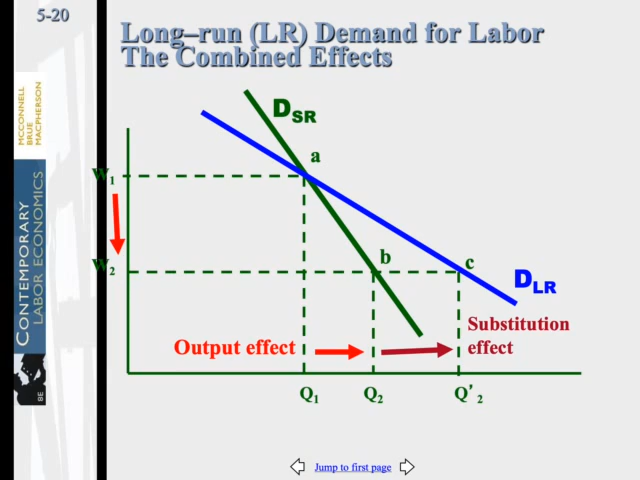 5-20
Long–run (LR) Demand for Labor
The Combined Effects
MCCONNELL
BRUE
MACPHERSON
CONTEMPORARY
LABOR ECONOMICS
8E
DSR
a
W1
b
c
W2
DLR
Substitution
effect
Output effect
Q1
Q2
Q′2
Jump to first page